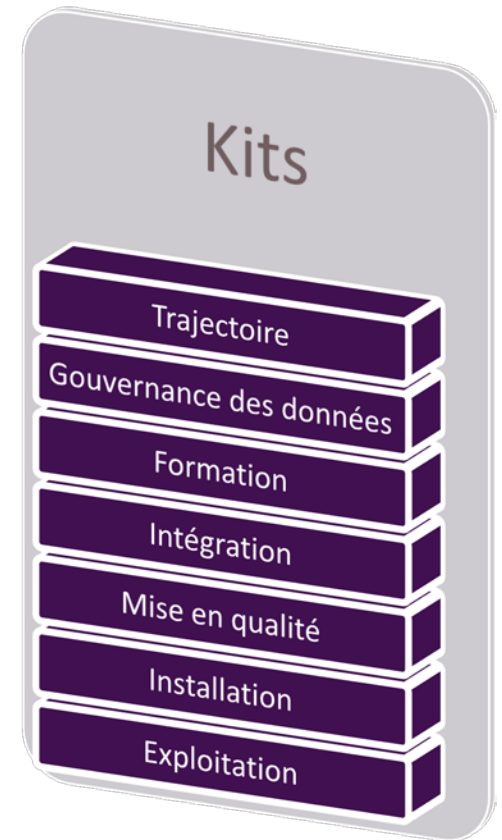 Kits
Trajectoire
Gouvernance des données
Formation
Intégration
Mise en qualité
Installation
Exploitation